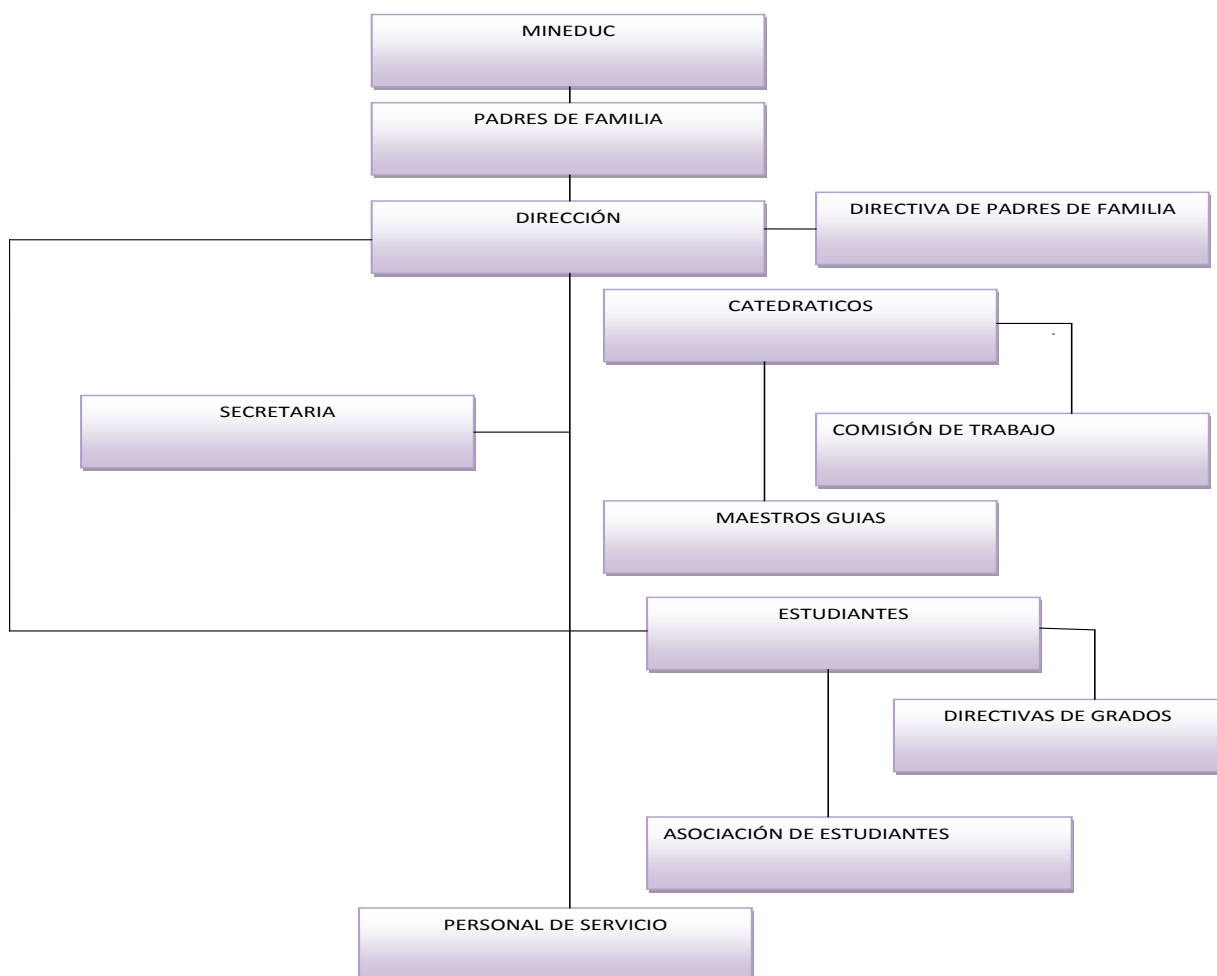 MINEDUC
PADRES DE FAMILIA
DIRECCIÓN
DIRECTIVA DE PADRES DE FAMILIA
CATEDRATICOS
SECRETARIA
COMISIÓN DE TRABAJO
MAESTROS GUIAS
ESTUDIANTES
DIRECTIVAS DE GRADOS
ASOCIACIÓN DE ESTUDIANTES
PERSONAL DE SERVICIO